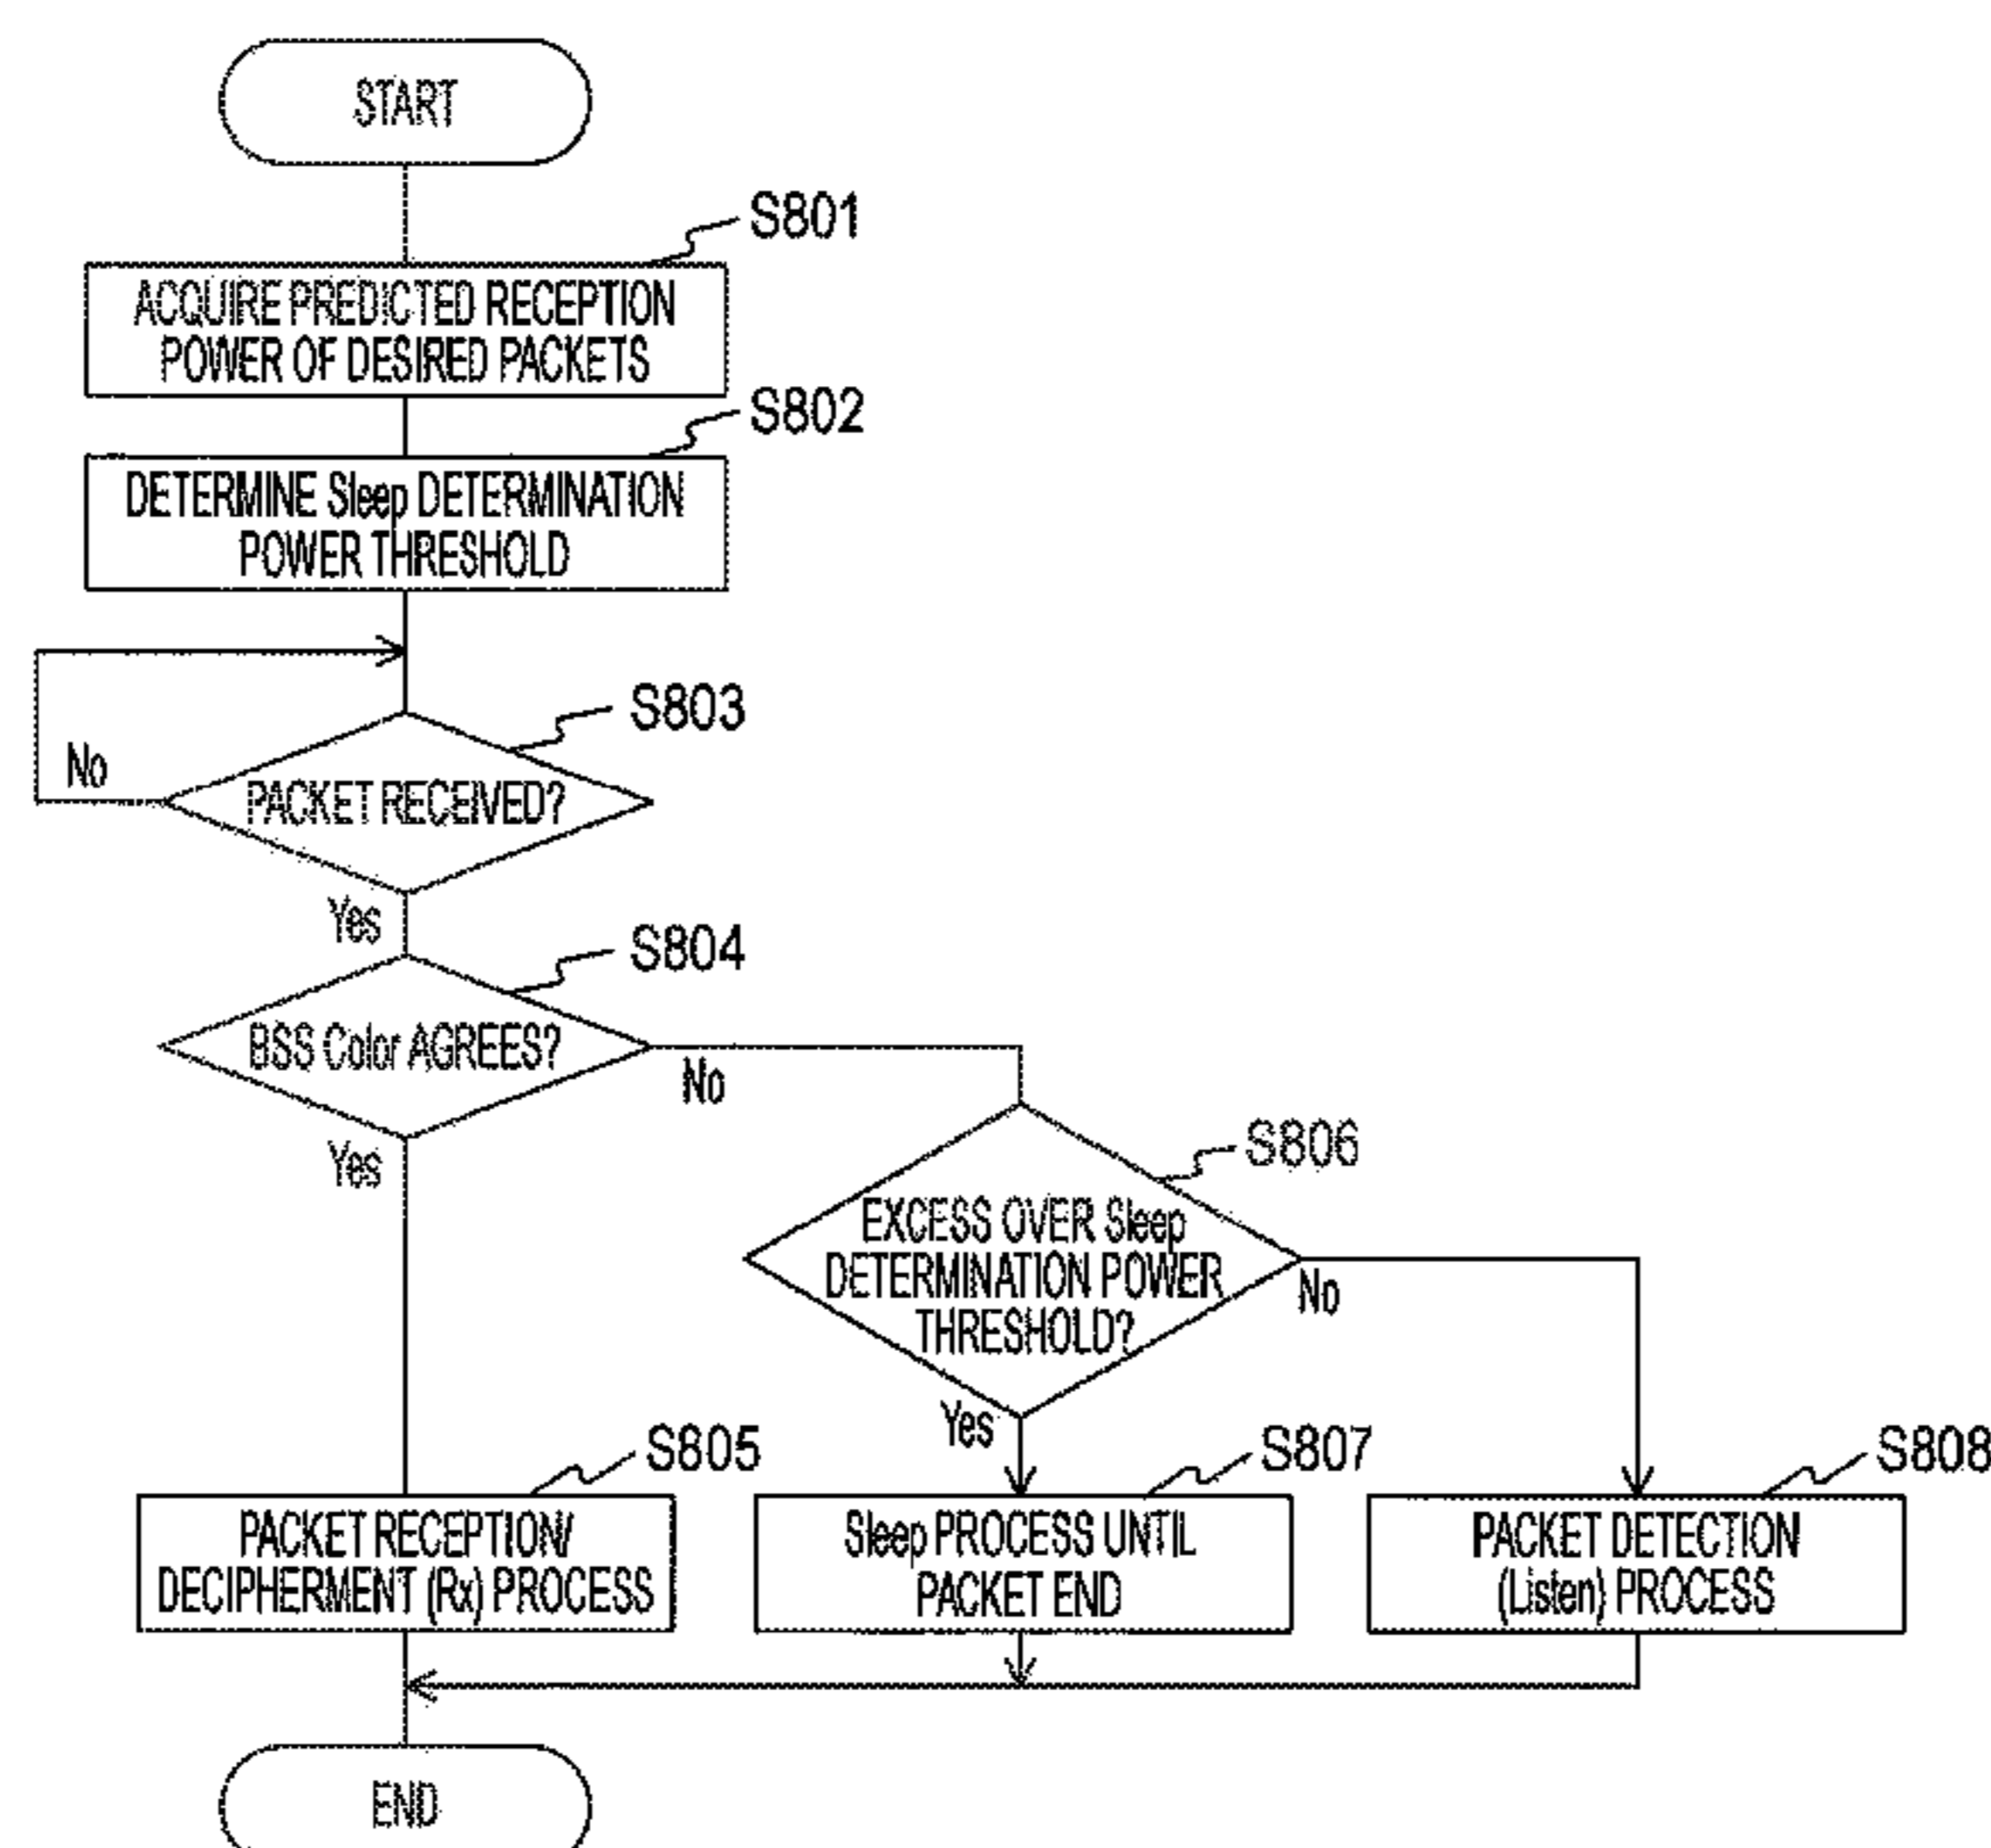 START
S801
ACQUIRE PREDICTED RECEPTION
POWER OF DESIRED PACKETS
S802
DETERMINE Sleep DETERMINATION
POWER THRESHOLD
S803
No
PACKET RECEIVED?
Yes
S804
BSS Color AGREES?
No
Yes
S806
EXCESS OVER Sleep
DETERMINATION POWER
THRESHOLD?
No
Yes
S805
PACKET RECEPTION/
DECIPHERMENT (Rx) PROCESS
S807
Sleep PROCESS UNTIL
PACKET END
S808
PACKET DETECTION
(Listen) PROCESS
END